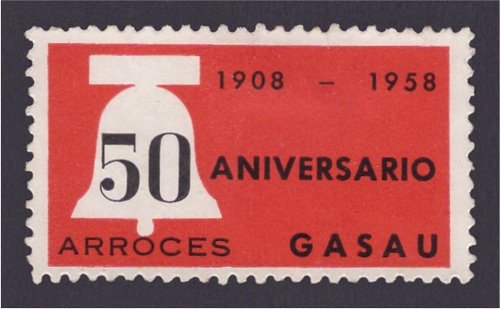 1908 - 1958
50 ANIVERSARIO
ARROCES GASAU